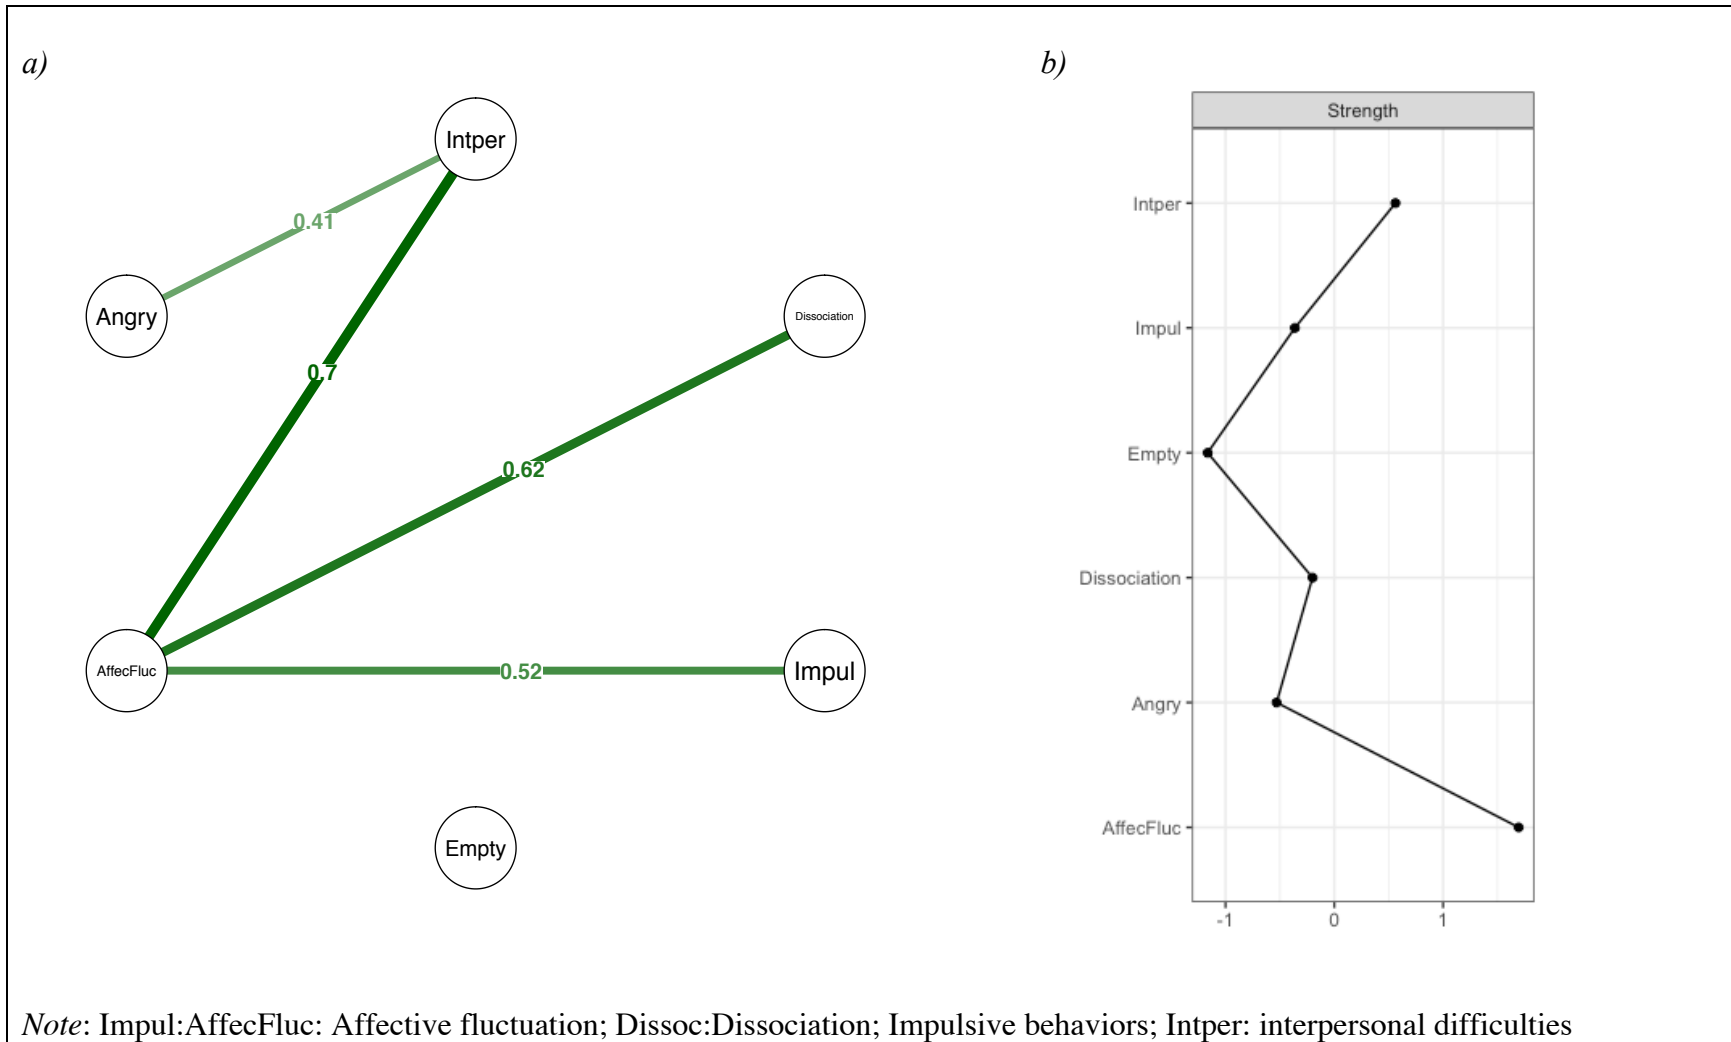 a)
Intper
0.41
Angry
Dissociation
0.7
0.62
AffecFluc
0.52
Impul
Empty
b)
Strength
Intper
Impul
Empty
Dissociation
Angry
AffecFluc
-1 0 1
Note: Impul:AffecFluc: Affective fluctuation; Dissoc:Dissociation; Impulsive behaviors; Intper: interpersonal difficulties